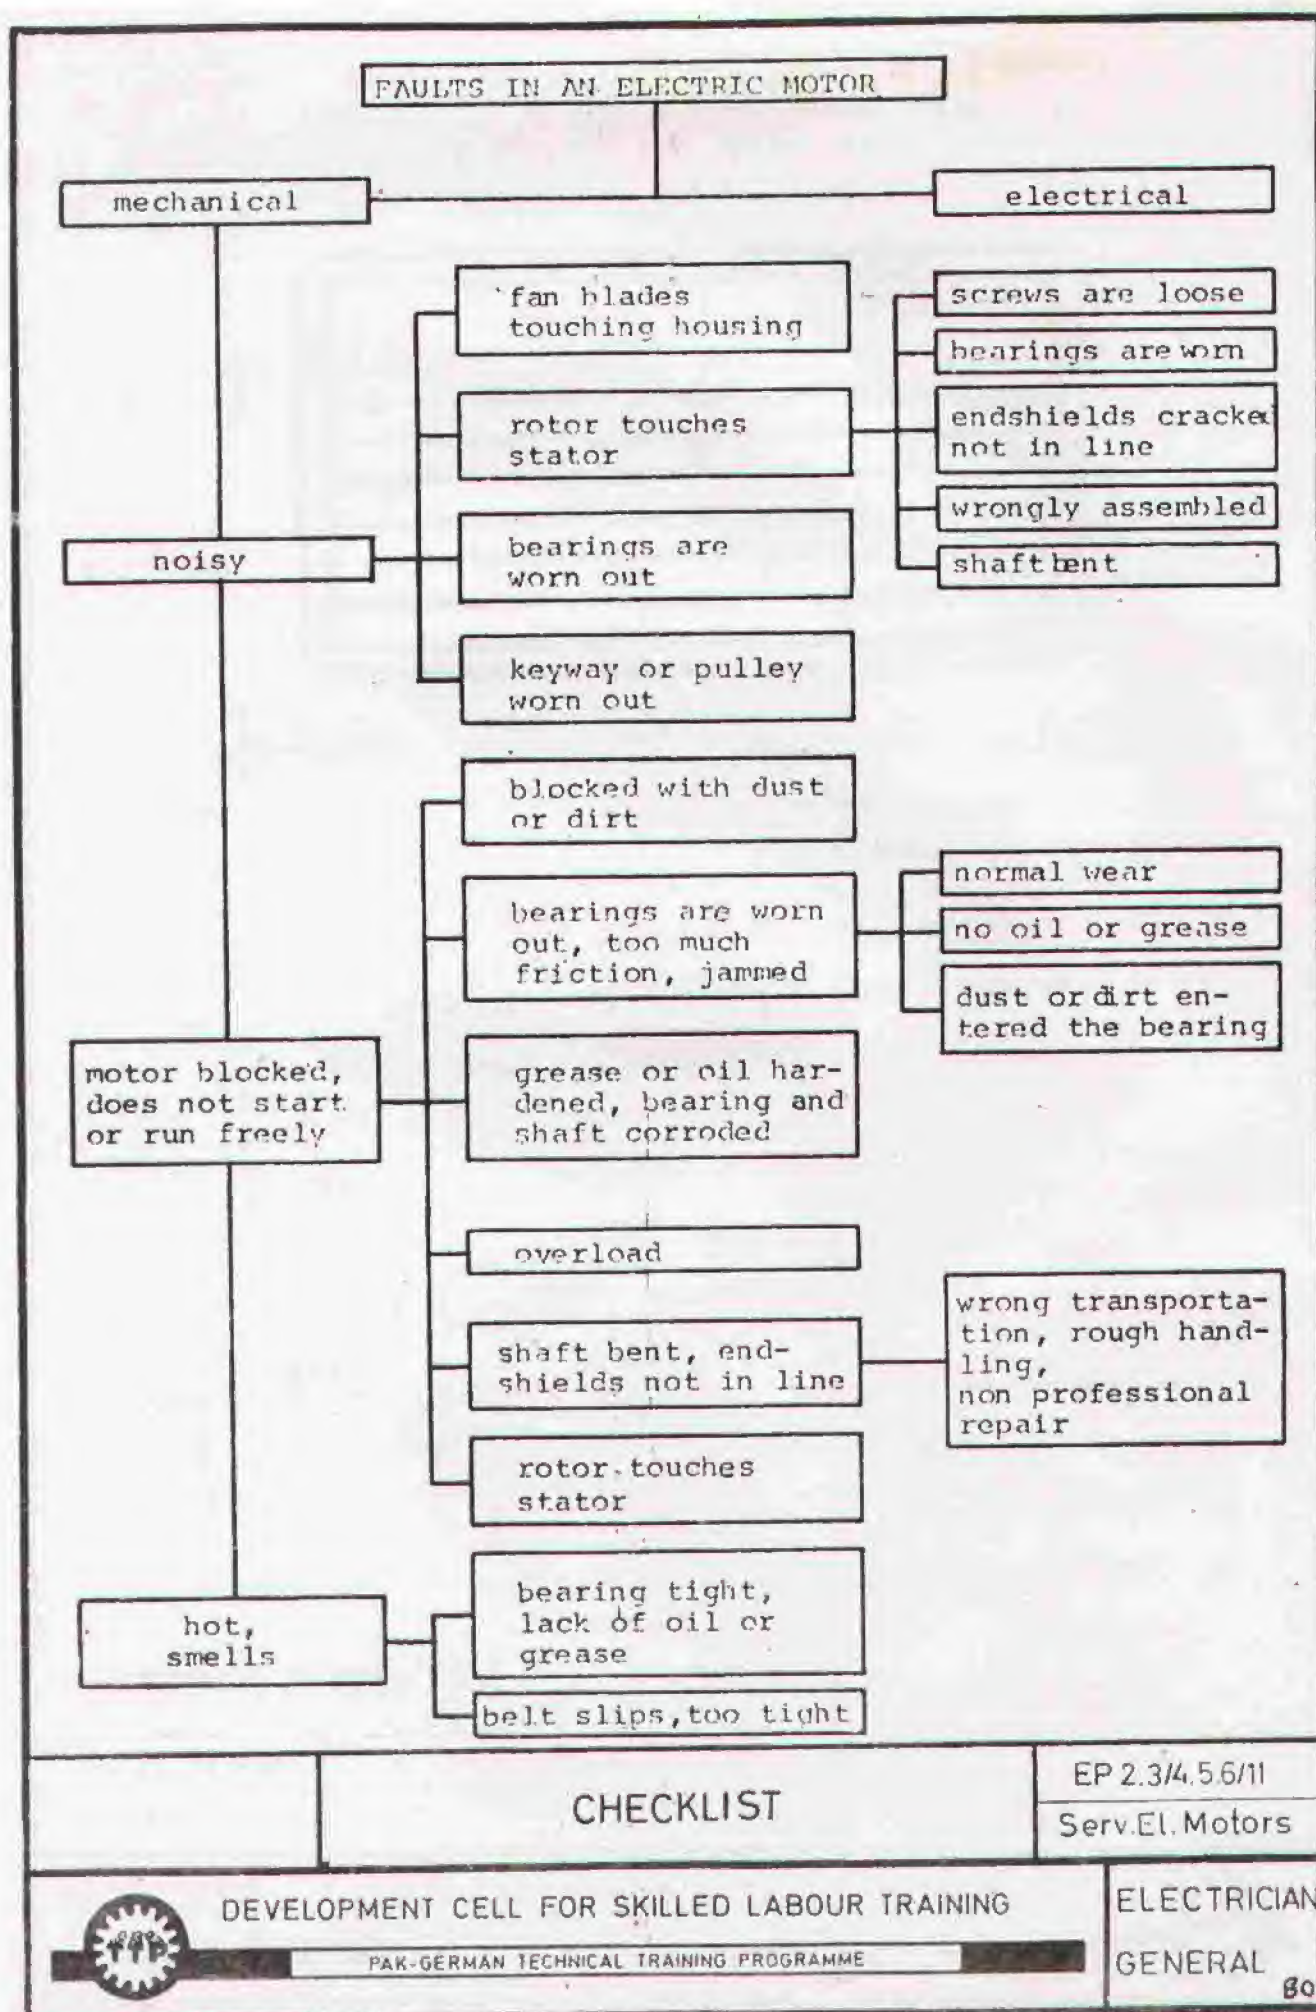 FAULTS IN AN ELECTRIC MOTOR
mechanical
electrical
fan blades
touching housing
screws are loose
bearings are worn
rotor touches
stator
endshields cracked
not in line
wrongly assembled
shaft bent
noisy
bearings are
worn out
keyway or pulley
worn out
blocked with dust
or dirt
bearings are worn
out, too much
friction, jammed
normal wear
no oil or grease
dust or dirt en-
tered the bearing
motor blocked,
does not start
or run freely
grease or oil har-
dened, bearing and
shaft corroded
overload
shaft bent, end-
shields not in line
wrong transporta-
tion, rough hand-
ling,
non professional
repair
rotor touches
stator
hot,
smells
bearing tight,
lack of oil or
grease
belt slips, too tight
CHECKLIST
EP 2.3/4.5.6/11
Serv.El. Motors
TTP
DEVELOPMENT CELL FOR SKILLED LABOUR TRAINING
PAK-GERMAN TECHNICAL TRAINING PROGRAMME
ELECTRICIAN
GENERAL
80